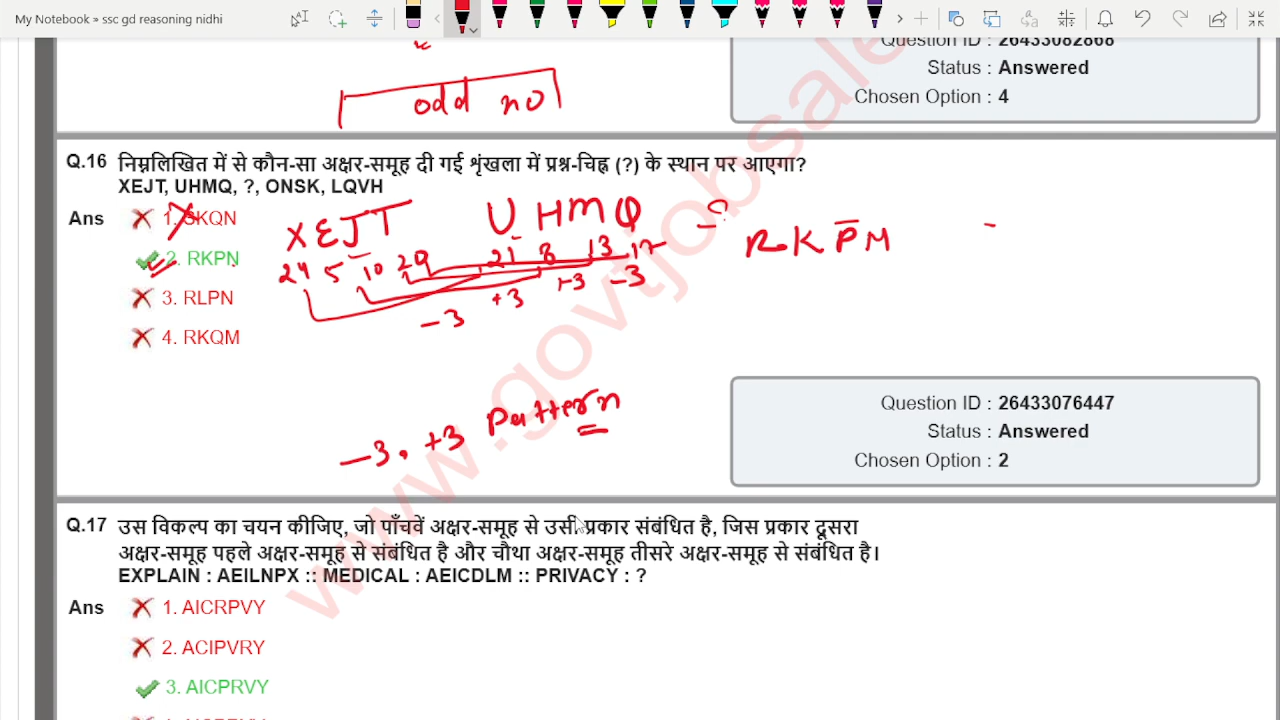 My Notebook » ssc gd reasoning nidhi
Question ID : 26433082868
Status : Answered
Chosen Option : 4
odd no
Q.16 निम्नलिखित में से कौन-सा अक्षर-समूह दी गई शृंखला में प्रश्न-चिह्न (?) के स्थान पर आएगा?
XEJT, UHMQ, ?, ONSK, LQVH
Ans 1. SKQN
2. RKPN
3. RLPN
4. RKQM
XEJT UHMQ - ? RKPM
24 5 10 20 21 8 13 17
-3 +3 +3 -3
-3, +3 Pattern
Question ID : 26433076447
Status : Answered
Chosen Option : 2
www.govtjobsale
Q.17 उस विकल्प का चयन कीजिए, जो पाँचवें अक्षर-समूह से उसी प्रकार संबंधित है, जिस प्रकार दूसरा
अक्षर-समूह पहले अक्षर-समूह से संबंधित है और चौथा अक्षर-समूह तीसरे अक्षर-समूह से संबंधित है।
EXPLAIN : AEILNPX :: MEDICAL : AEICDLM :: PRIVACY : ?
Ans 1. AICRPVY
2. ACIPVRY
3. AICPRVY